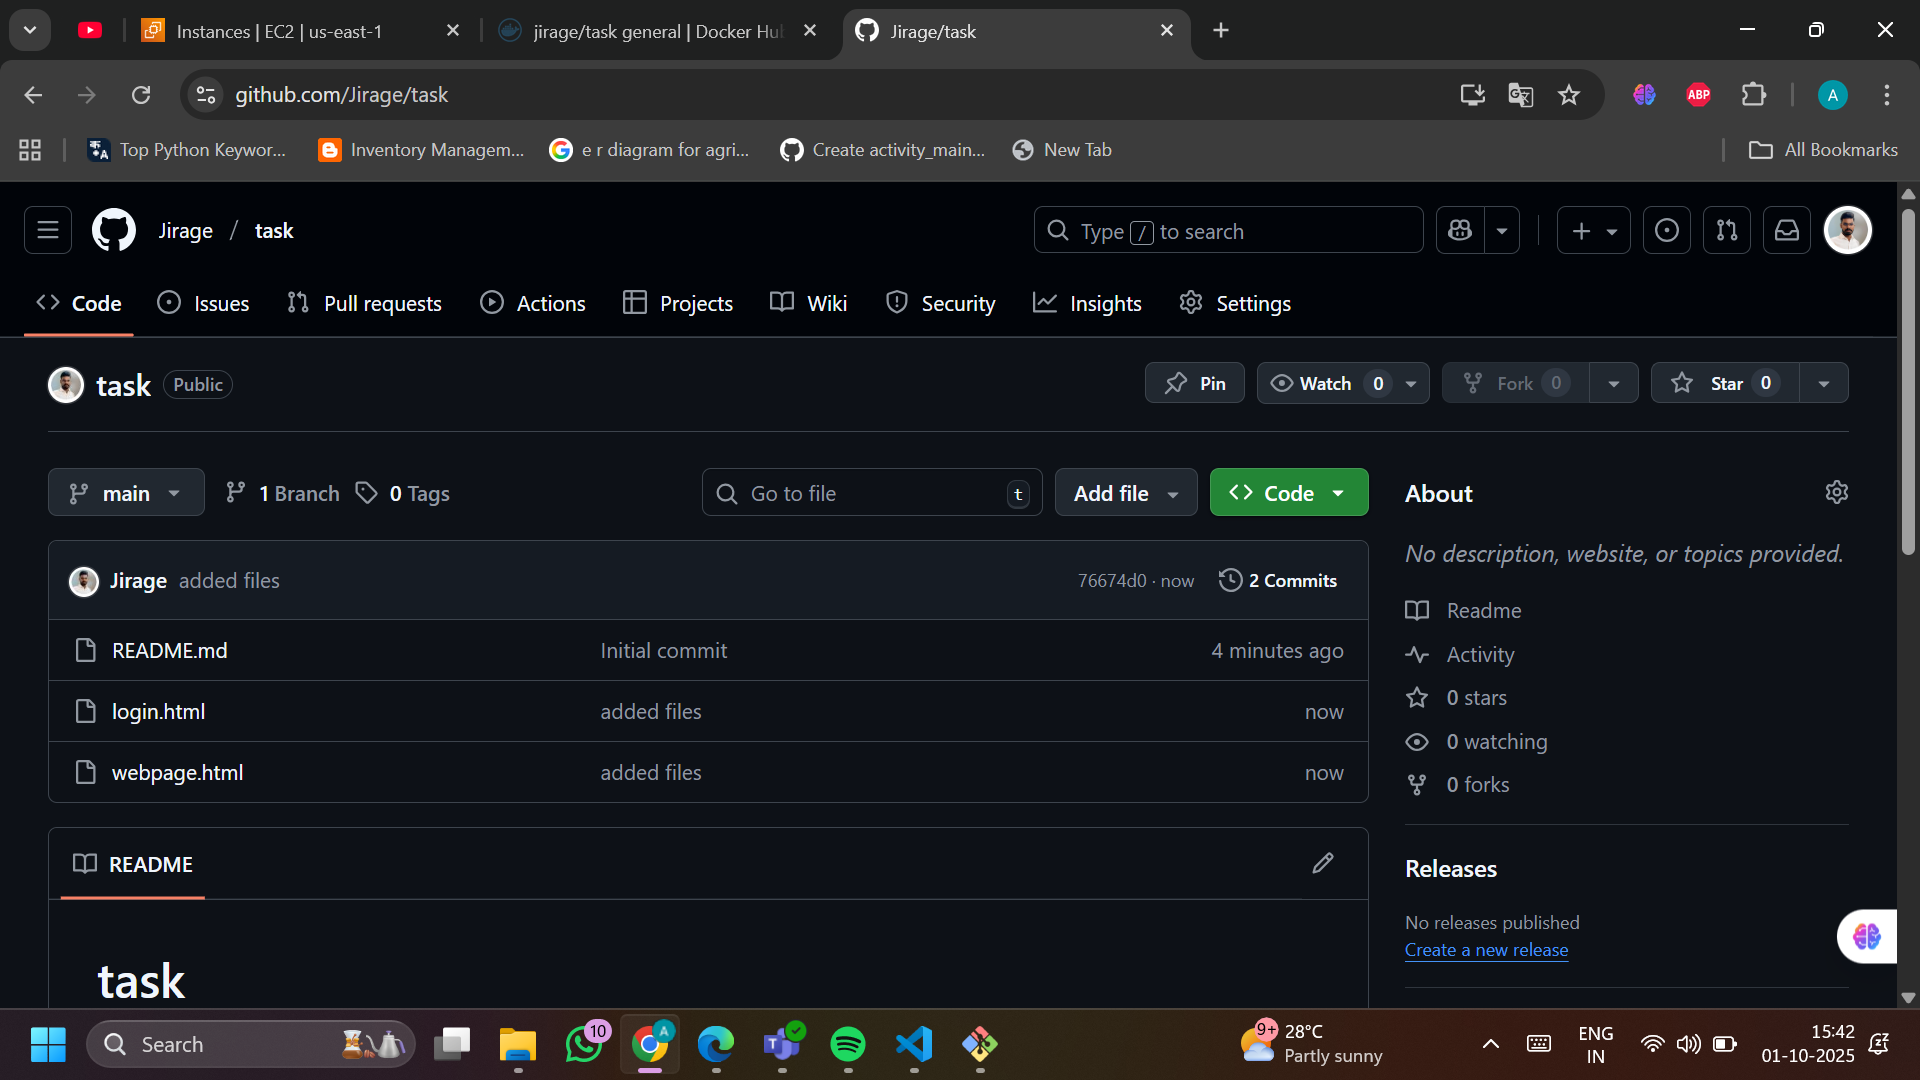 Instances | EC2 | us-east-1
jirage/task general | Docker Hu
Jirage/task
github.com/Jirage/task
ABP
A
Top Python Keywor...
Inventory Managem...
e r diagram for agri...
Create activity_main...
New Tab
All Bookmarks
Jirage / task
Type / to search
Code
Issues
Pull requests
Actions
Projects
Wiki
Security
Insights
Settings
task Public
Pin
Watch 0
Fork 0
Star 0
main
1 Branch
0 Tags
Go to file t
Add file
Code
About
No description, website, or topics provided.
Jirage added files
76674d0 · now
2 Commits
README.md Initial commit 4 minutes ago
login.html added files now
webpage.html added files now
Readme
Activity
0 stars
0 watching
0 forks
README
task
Releases
No releases published
Create a new release
Search
10
A
9+
28°C
Partly sunny
ENG
IN
15:42
01-10-2025